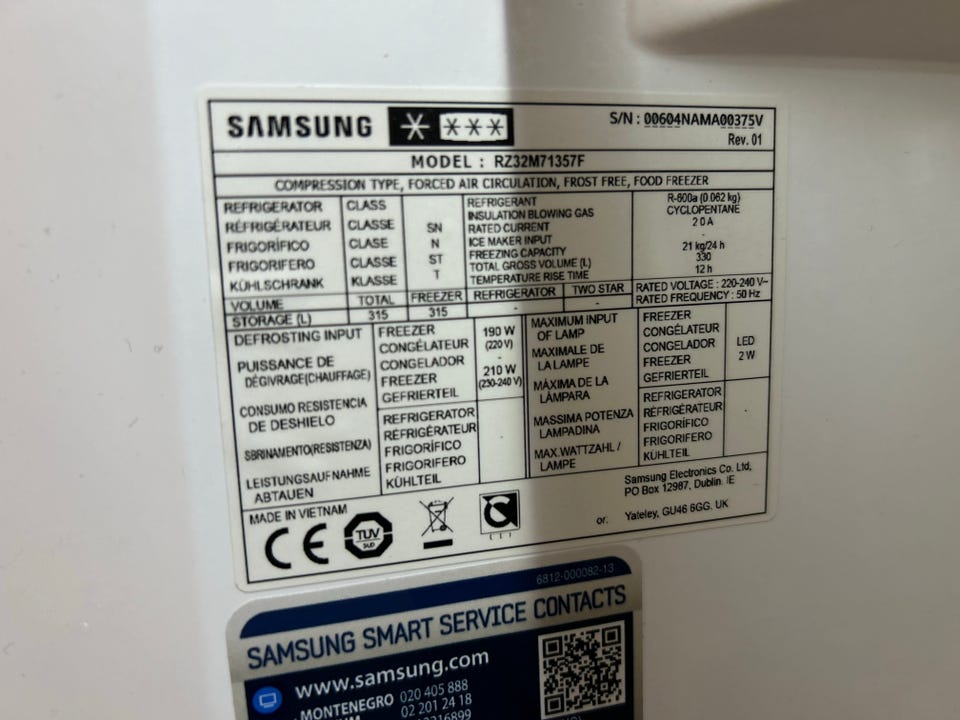 SAMSUNG
S/N : 00604NAMA00375V
Rev. 01
MODEL : RZ32M71357F
COMPRESSION TYPE, FORCED AIR CIRCULATION, FROST FREE, FOOD FREEZER
REFRIGERATOR CLASS
RÉFRIGÉRATEUR CLASSE
FRIGORÍFICO CLASE
FRIGORIFERO CLASSE
KÜHLSCHRANK KLASSE
SN
N
ST
T
REFRIGERANT R-600a (0.062 kg)
INSULATION BLOWING GAS CYCLOPENTANE
RATED CURRENT 2.0 A
ICE MAKER INPUT -
FREEZING CAPACITY 21 kg/24 h
TOTAL GROSS VOLUME (L) 330
TEMPERATURE RISE TIME 12 h
VOLUME TOTAL FREEZER REFRIGERATOR TWO STAR
STORAGE (L) 315 315 - -
RATED VOLTAGE : 220-240 V~
RATED FREQUENCY : 50 Hz
DEFROSTING INPUT
PUISSANCE DE
DÉGIVRAGE(CHAUFFAGE)
CONSUMO RESISTENCIA
DE DESHIELO
SBRINAMENTO(RESISTENZA)
LEISTUNGSAUFNAHME
ABTAUEN
FREEZER
CONGÉLATEUR
CONGELADOR
FREEZER
GEFRIERTEIL
190 W
(220 V)
-
210 W
(230-240 V)
REFRIGERATOR
RÉFRIGÉRATEUR
FRIGORÍFICO
FRIGORIFERO
KÜHLTEIL
MAXIMUM INPUT
OF LAMP
MAXIMALE DE
LA LAMPE
MÁXIMA DE LA
LÁMPARA
MASSIMA POTENZA
LAMPADINA
MAX.WATTZAHL /
LAMPE
FREEZER
CONGÉLATEUR
CONGELADOR
FREEZER
GEFRIERTEIL
LED
2 W
REFRIGERATOR
RÉFRIGÉRATEUR
FRIGORÍFICO
FRIGORIFERO
KÜHLTEIL
MADE IN VIETNAM
CE
TUV
SUD
Samsung Electronics Co. Ltd,
PO Box 12987, Dublin. IE
or. Yateley, GU46 6GG. UK
6812-000082-13
SAMSUNG SMART SERVICE CONTACTS
www.samsung.com
MONTENEGRO 020 405 888
02 201 24 18